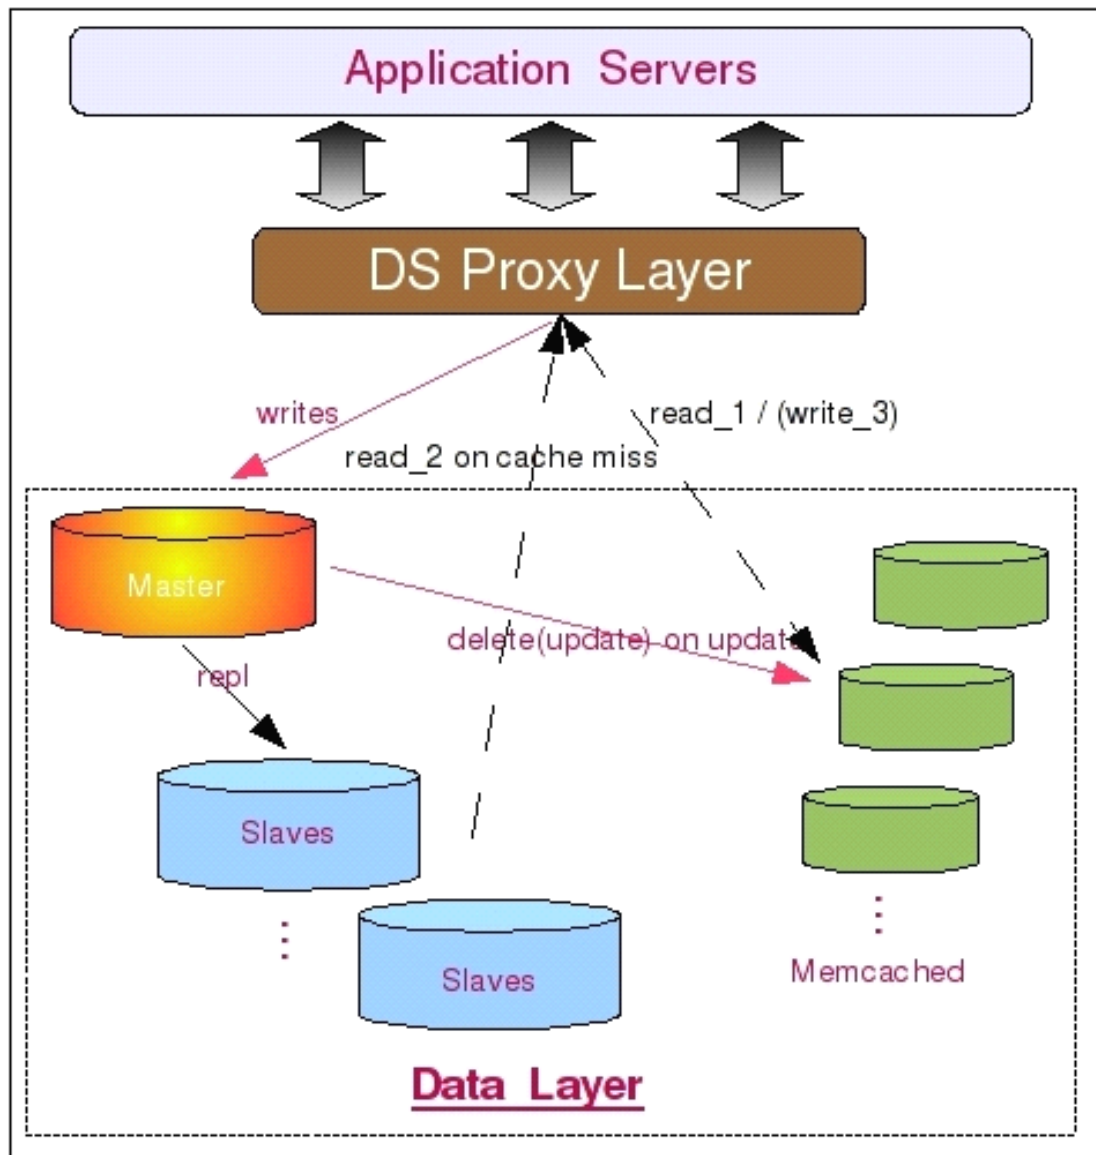 Application Servers
DS Proxy Layer
writes
read_1 / (write_3)
read_2 on cache miss
Master
delete(update) on update
repl
Slaves
Slaves
Memcached
Data Layer